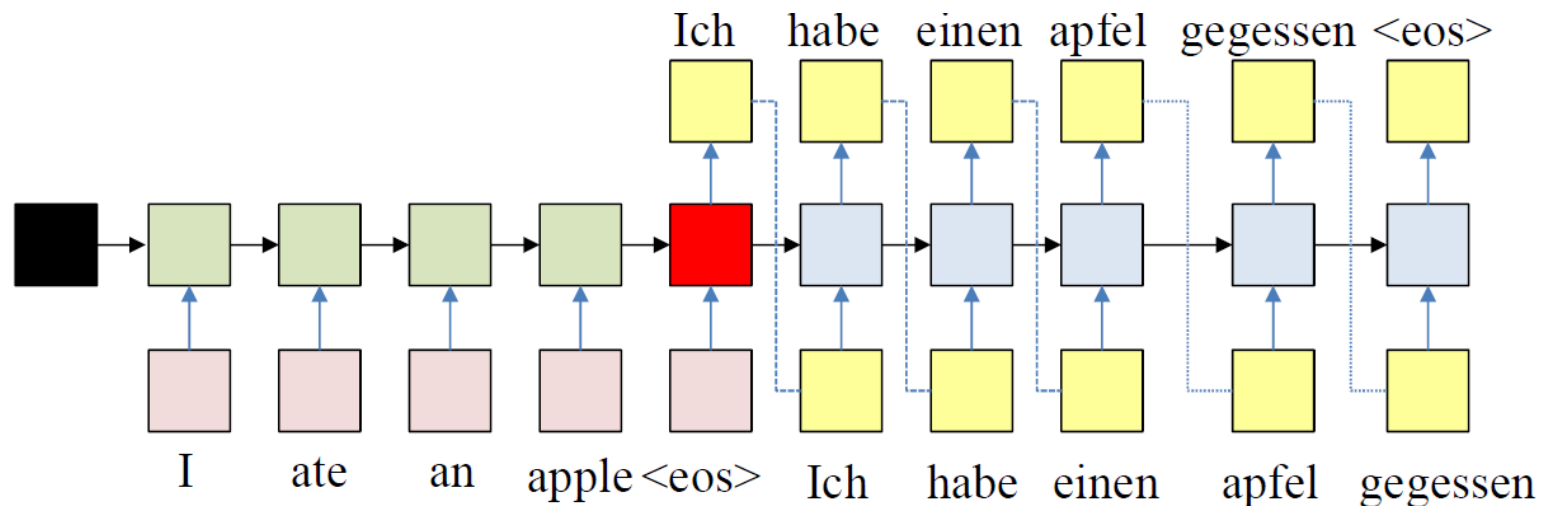 Ich habe einen apfel gegessen <eos>
I ate an apple <eos> Ich habe einen apfel gegessen